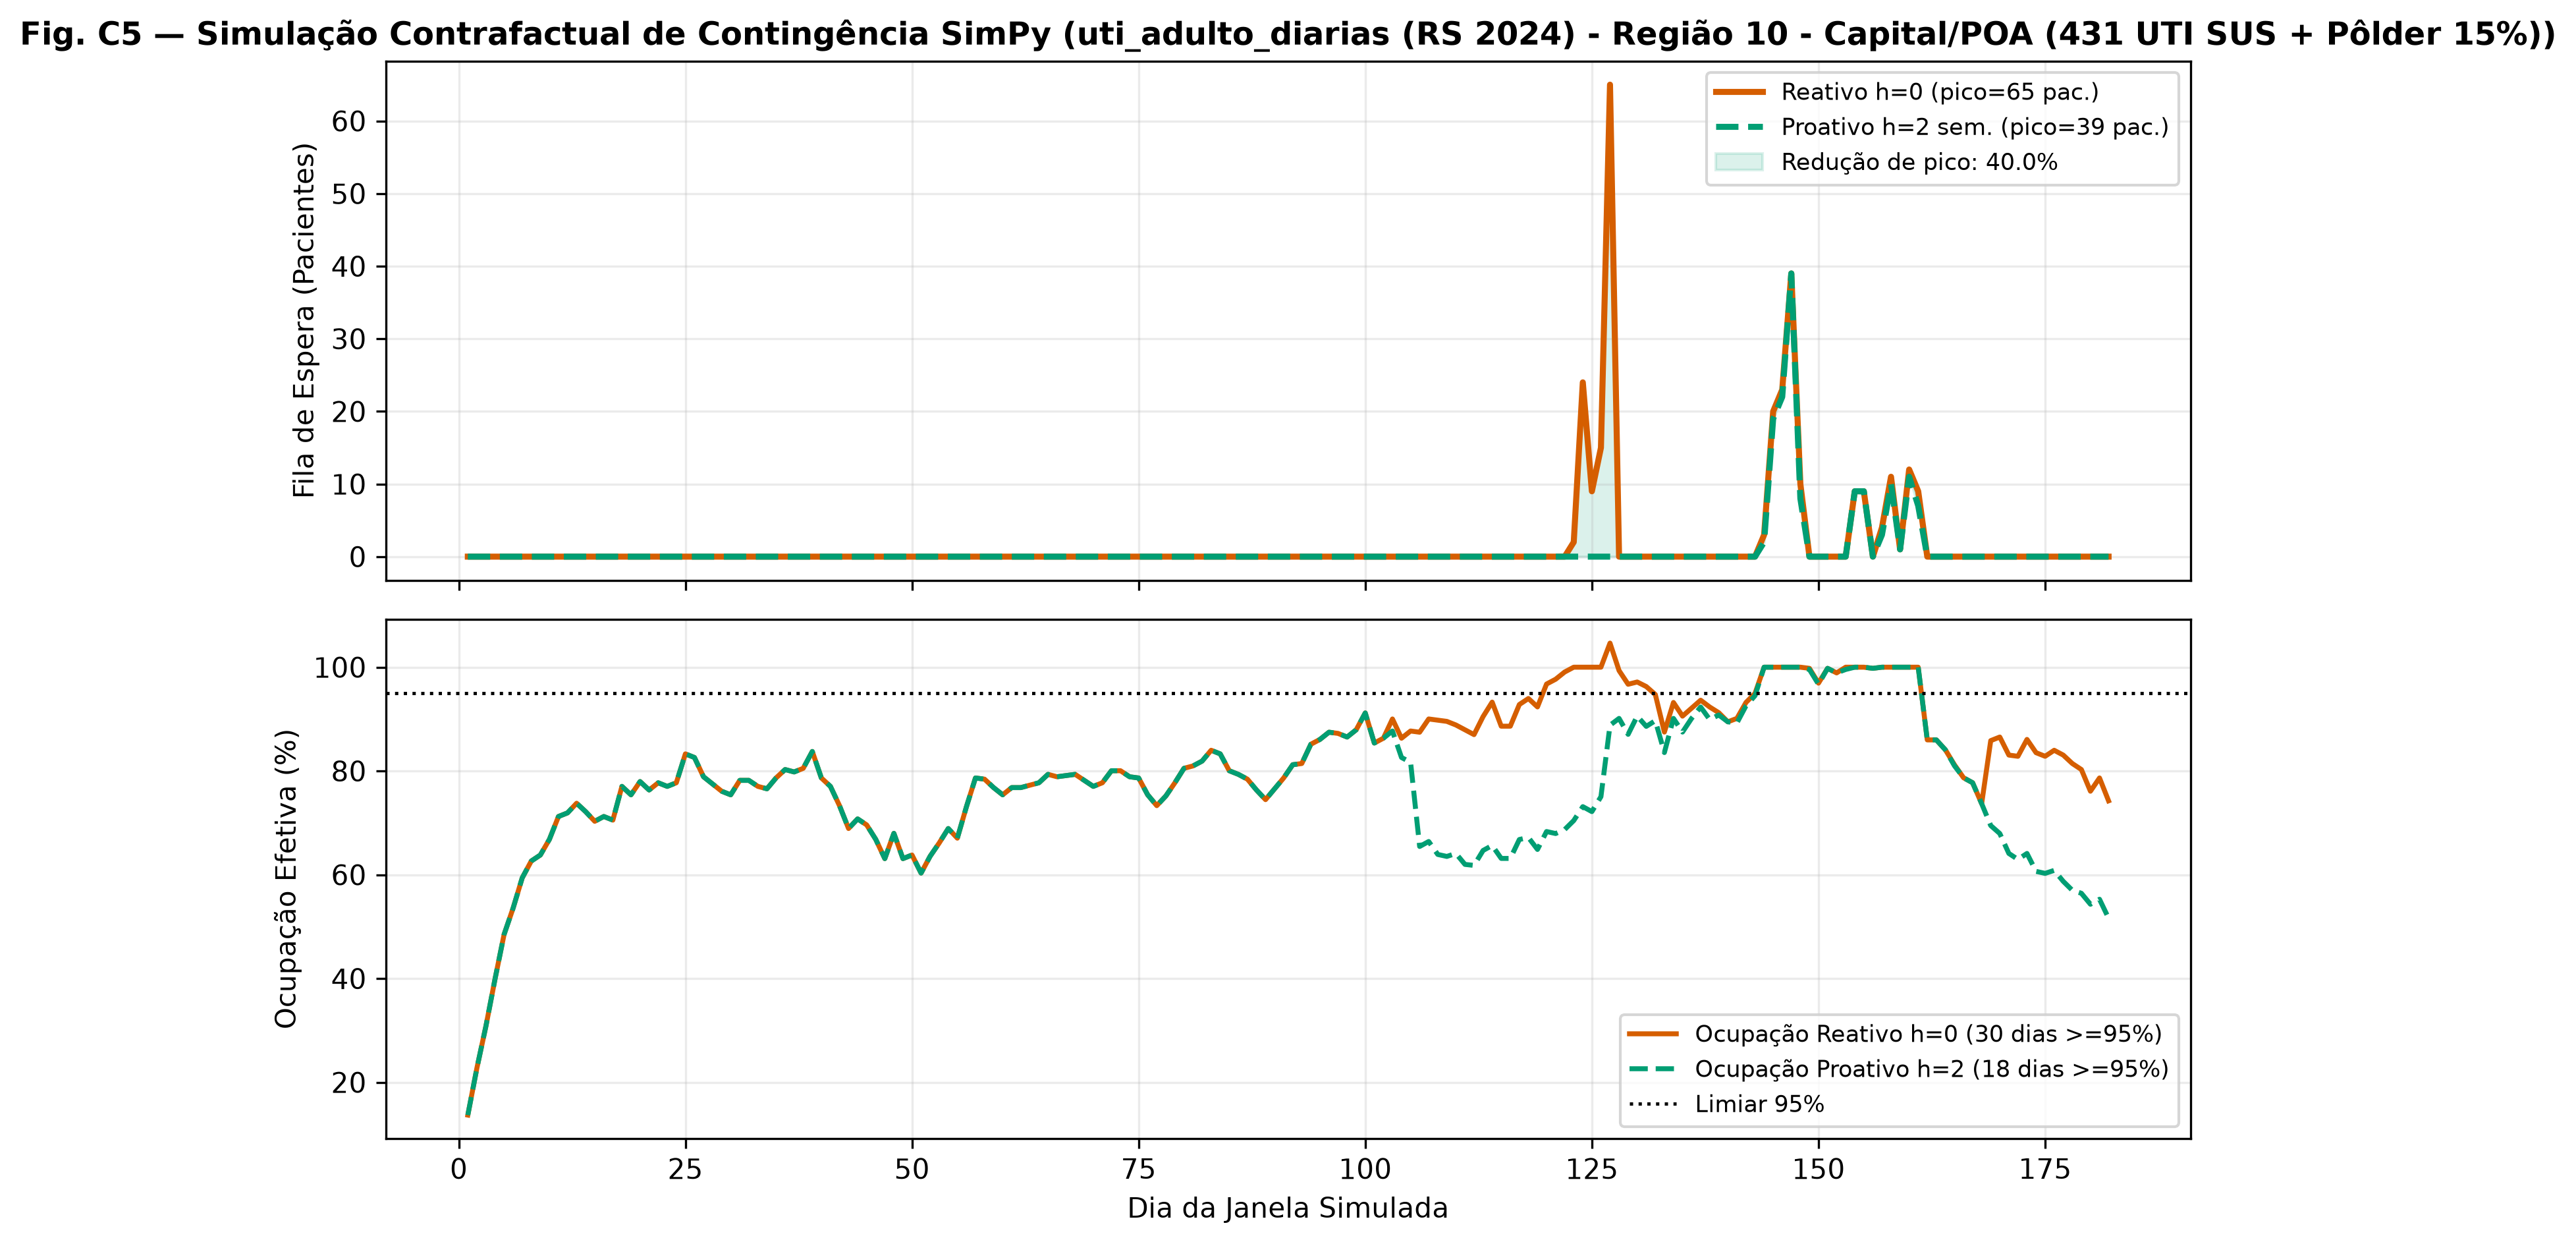 Fig. C5 — Simulação Contrafactual de Contingência SimPy (uti_adulto_diarias (RS 2024) - Região 10 - Capital/POA (431 UTI SUS + Pôlder 15%))
Fila de Espera (Pacientes)
60
50
40
30
20
10
0
Reativo h=0 (pico=65 pac.)
Proativo h=2 sem. (pico=39 pac.)
Redução de pico: 40.0%
Ocupação Efetiva (%)
100
80
60
40
20
Ocupação Reativo h=0 (30 dias >=95%)
Ocupação Proativo h=2 (18 dias >=95%)
Limiar 95%
0 25 50 75 100 125 150 175
Dia da Janela Simulada